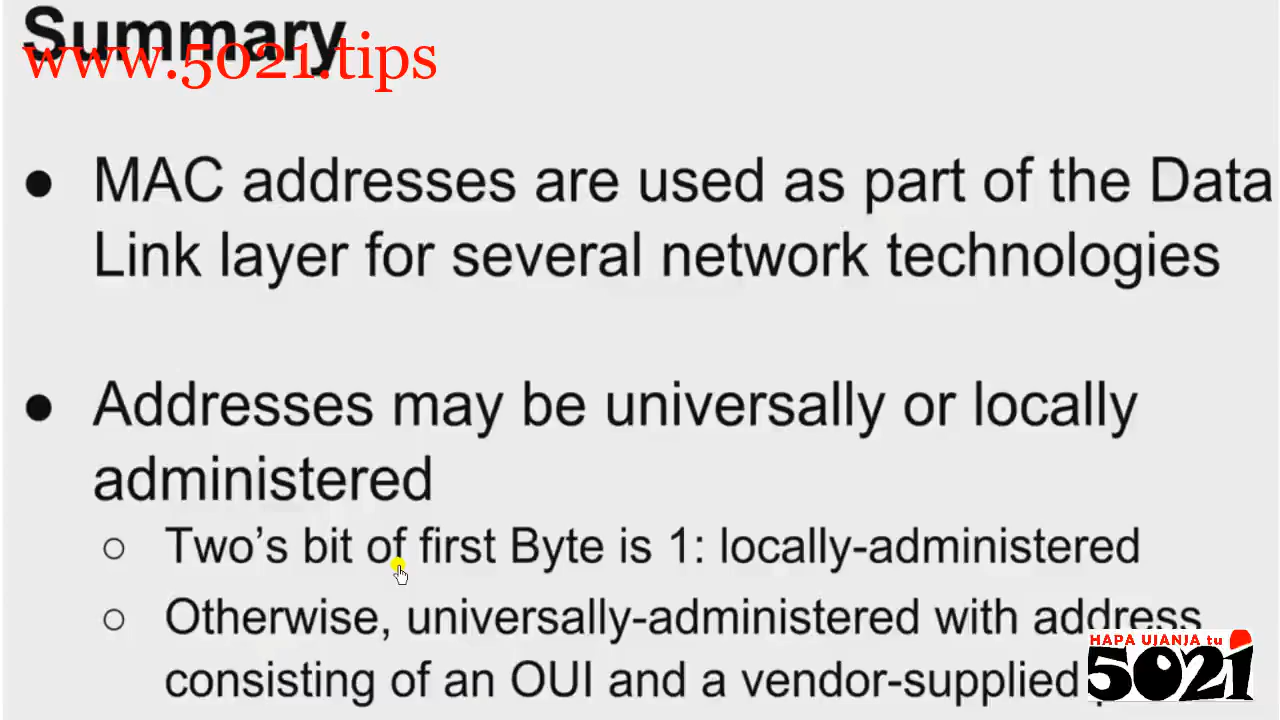 Summary
www.5021.tips
● MAC addresses are used as part of the Data
Link layer for several network technologies
● Addresses may be universally or locally
administered
○ Two’s bit of first Byte is 1: locally-administered
○ Otherwise, universally-administered with address
consisting of an OUI and a vendor-supplied
HAPA UJANJA tu
5021